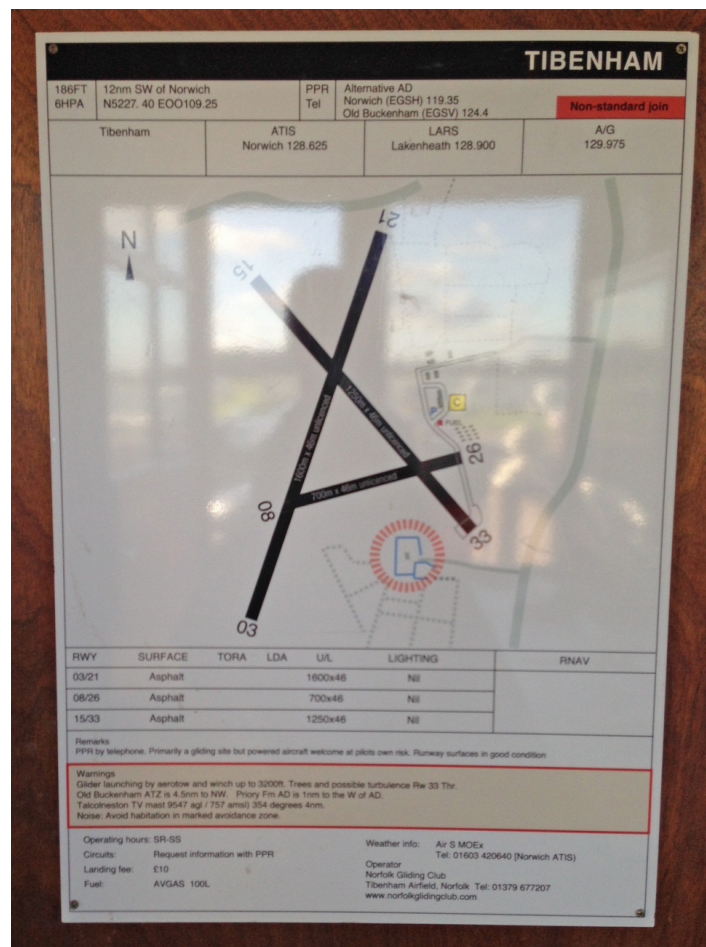 TIBENHAM
186FT
6HPA
12nm SW of Norwich
N5227. 40 EOO109.25
PPR
Tel
Alternative AD
Norwich (EGSH) 119.35
Old Buckenham (EGSV) 124.4
Non-standard join
Tibenham
ATIS
Norwich 128.625
LARS
Lakenheath 128.900
A/G
129.975
N
21
15
1250m x 46m unlicenced
1600m x 46m unlicenced
C
FUEL
26
700m x 46m unlicenced
08
33
03
RWY SURFACE TORA LDA U/L LIGHTING RNAV
03/21 Asphalt 1600x46 Nil
08/26 Asphalt 700x46 Nil
15/33 Asphalt 1250x46 Nil
Remarks
PPR by telephone. Primarily a gliding site but powered aircraft welcome at pilots own risk. Runway surfaces in good condition
Warnings
Glider launching by aerotow and winch up to 3200ft. Trees and possible turbulence Rw 33 Thr.
Old Buckenham ATZ is 4.5nm to NW. Priory Fm AD is 1nm to the W of AD.
Talcolneston TV mast 9547 agl / 757 amsl) 354 degrees 4nm.
Noise: Avoid habitation in marked avoidance zone.
Operating hours: SR-SS
Circuits: Request information with PPR
Landing fee: £10
Fuel: AVGAS 100L
Weather info: Air S MOEx
Tel: 01603 420640 [Norwich ATIS)
Operator
Norfolk Gliding Club
Tibenham Airfield, Norfolk Tel: 01379 677207
www.norfolkglidingclub.com